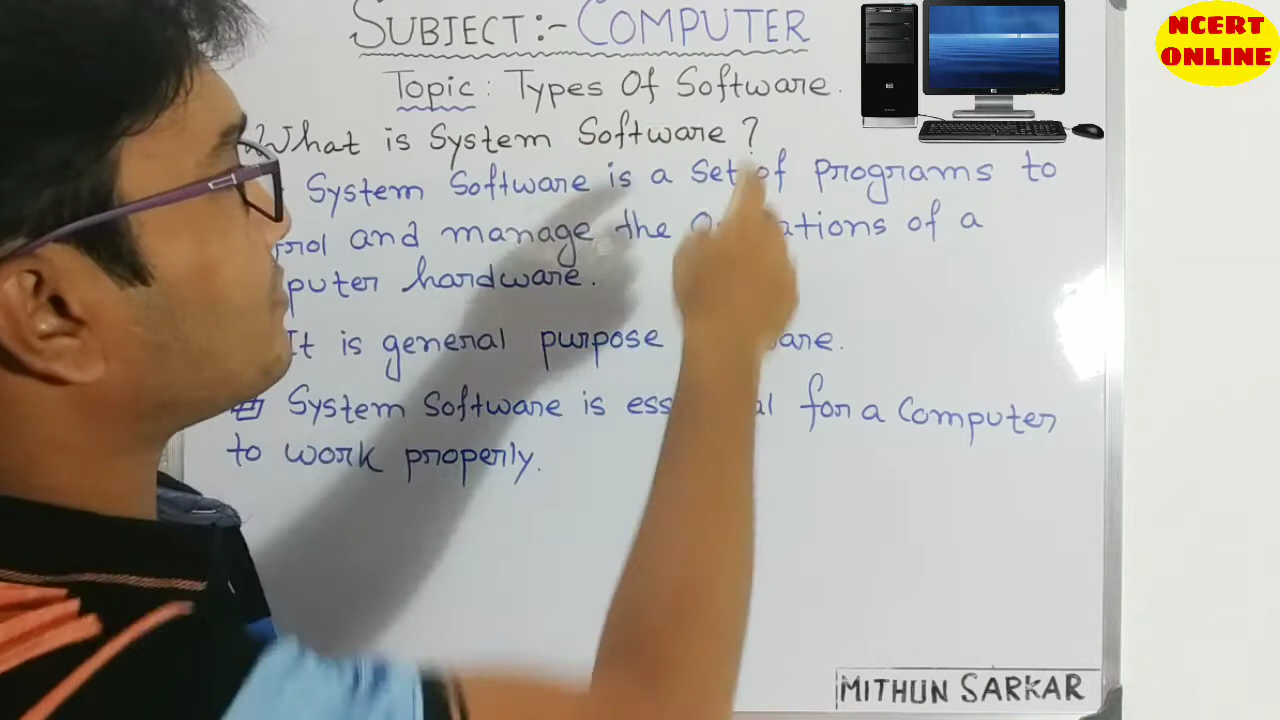 SUBJECT:- COMPUTER
Topic: Types Of Software.
What is System Software?
System Software is a set of programs to
and manage the of a
hardware.
It is general purpose
System Software is for a Computer
to work properly.
NCERT
ONLINE
MITHUN SARKAR